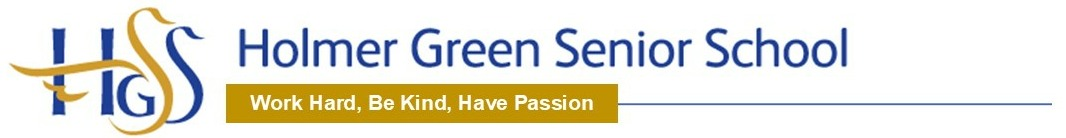 HGSS
Holmer Green Senior School
Work Hard, Be Kind, Have Passion